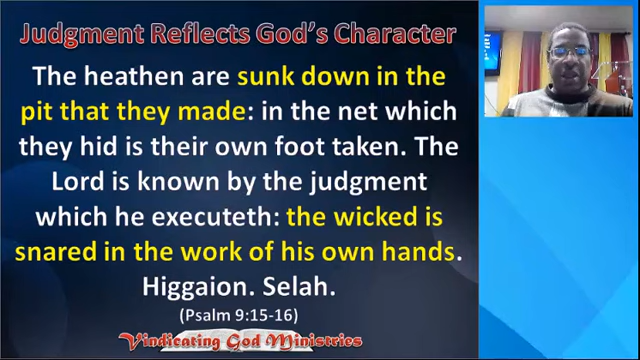 Judgment Reflects God's Character
The heathen are sunk down in the
pit that they made: in the net which
they hid is their own foot taken. The
Lord is known by the judgment
which he executeth: the wicked is
snared in the work of his own hands.
Higgaion. Selah.
(Psalm 9:15-16)
Vindicating God Ministries